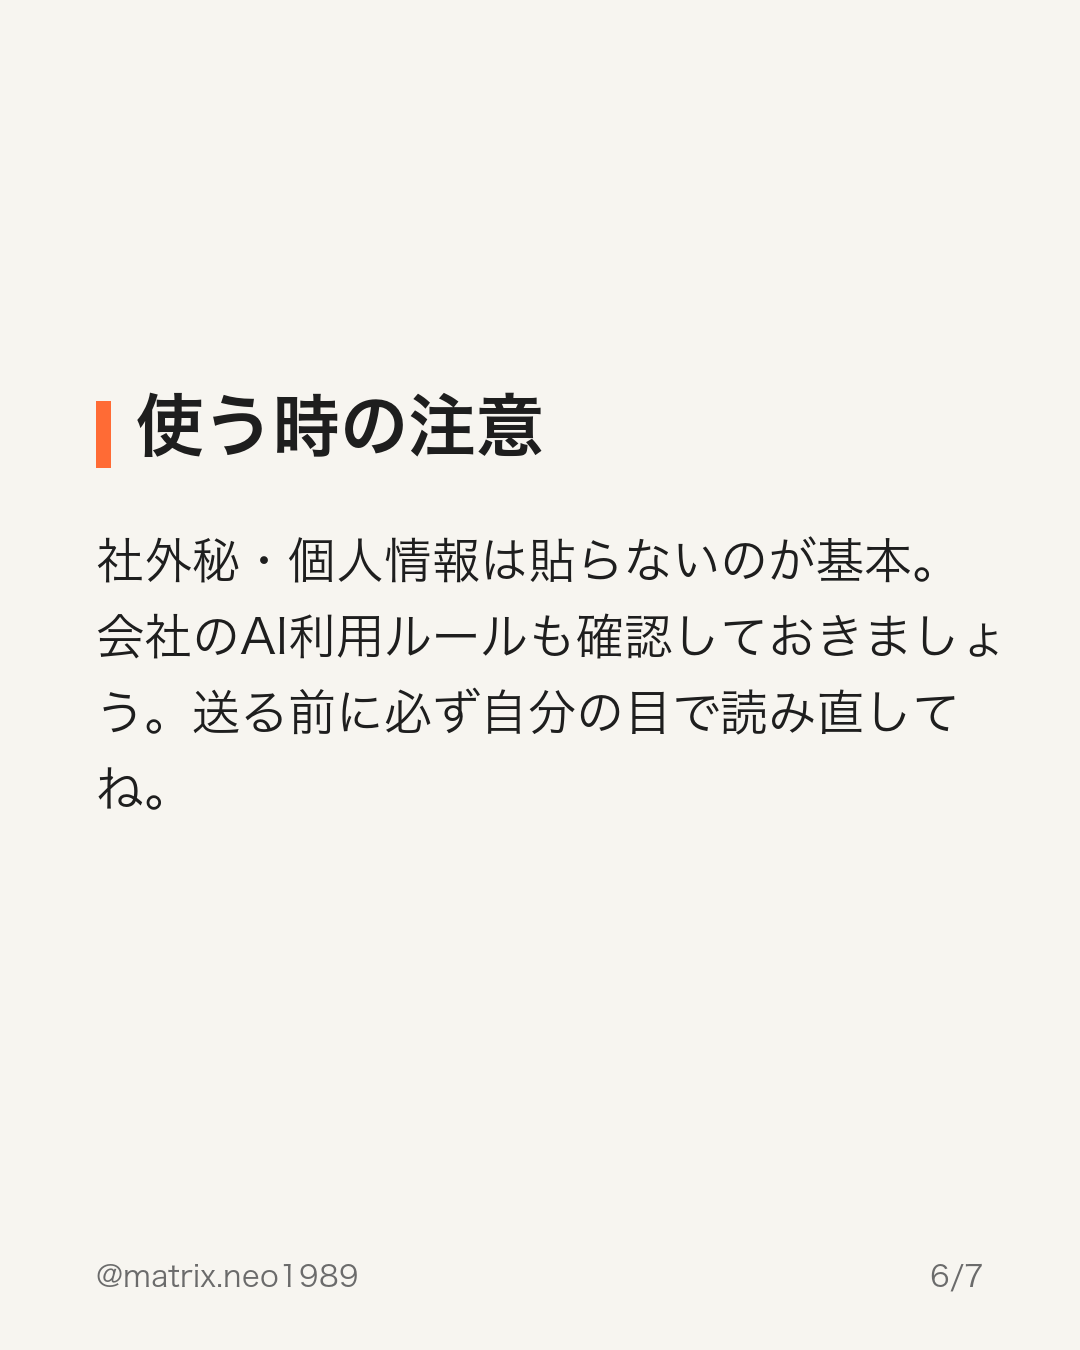 使う時の注意
社外秘・個人情報は貼らないのが基本。
会社のAI利用ルールも確認しておきましょ
う。送る前に必ず自分の目で読み直して
ね。
@matrix.neo1989
6/7